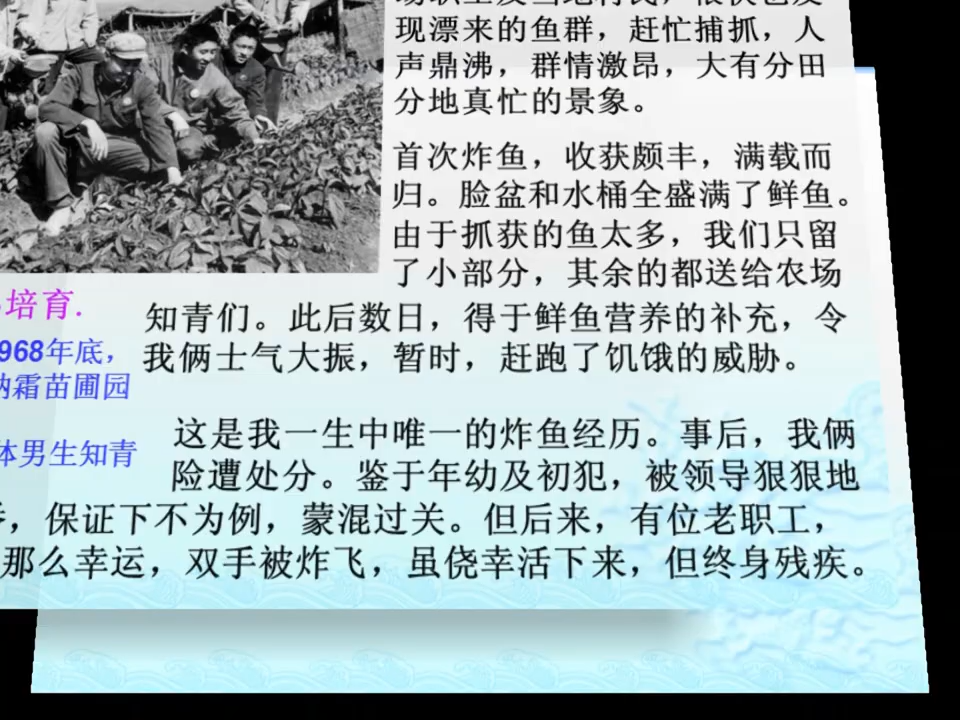 现漂来的鱼群，赶忙捕抓，人
声鼎沸，群情激昂，大有分田
分地真忙的景象。
首次炸鱼，收获颇丰，满载而
归。脸盆和水桶全盛满了鲜鱼。
由于抓获的鱼太多，我们只留
了小部分，其余的都送给农场
知青们。此后数日，得于鲜鱼营养的补充，令
我俩士气大振，暂时，赶跑了饥饿的威胁。
这是我一生中唯一的炸鱼经历。事后，我俩
险遭处分。鉴于年幼及初犯，被领导狠狠地
，保证下不为例，蒙混过关。但后来，有位老职工，
那么幸运，双手被炸飞，虽侥幸活下来，但终身残疾。
培育.
968年底，
霜苗圃园
体男生知青